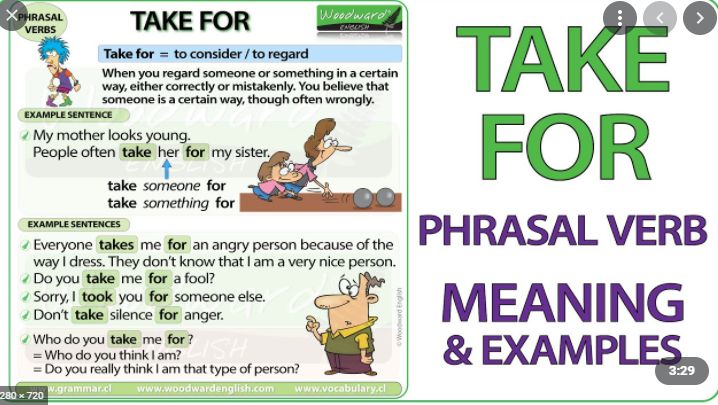 PHRASAL
VERBS
TAKE FOR
Woodward®
ENGLISH
Take for = to consider / to regard
When you regard someone or something in a certain
way, either correctly or mistakenly. You believe that
someone is a certain way, though often wrongly.
EXAMPLE SENTENCE
My mother looks young.
People often take her for my sister.
take someone for
take something for
EXAMPLE SENTENCES
Everyone takes me for an angry person because of the
way I dress. They don't know that I am a very nice person.
Do you take me for a fool?
Sorry, I took you for someone else.
Don't take silence for anger.
Who do you take me for?
= Who do you think I am?
= Do you really think I am that type of person?
© Woodward English
www.grammar.cl www.woodwardenglish.com www.vocabulary.cl
280 × 720
TAKE
FOR
PHRASAL VERB
MEANING
& EXAMPLES
3:29